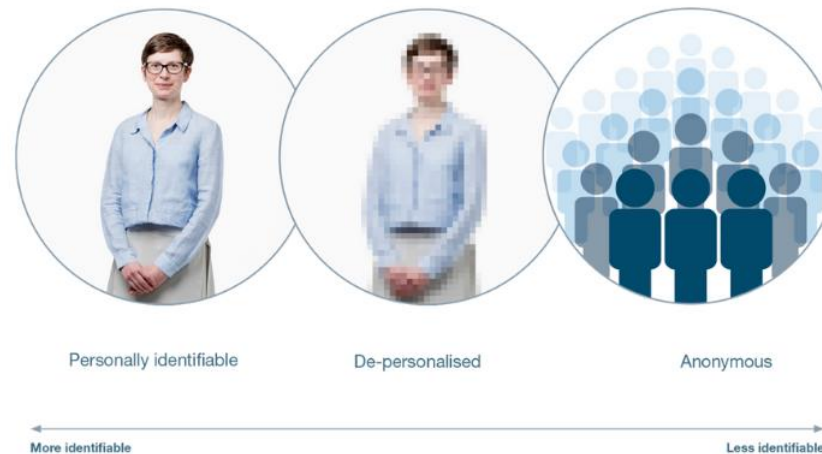 Personally identifiable
De-personalised
Anonymous
More identifiable
Less identifiable